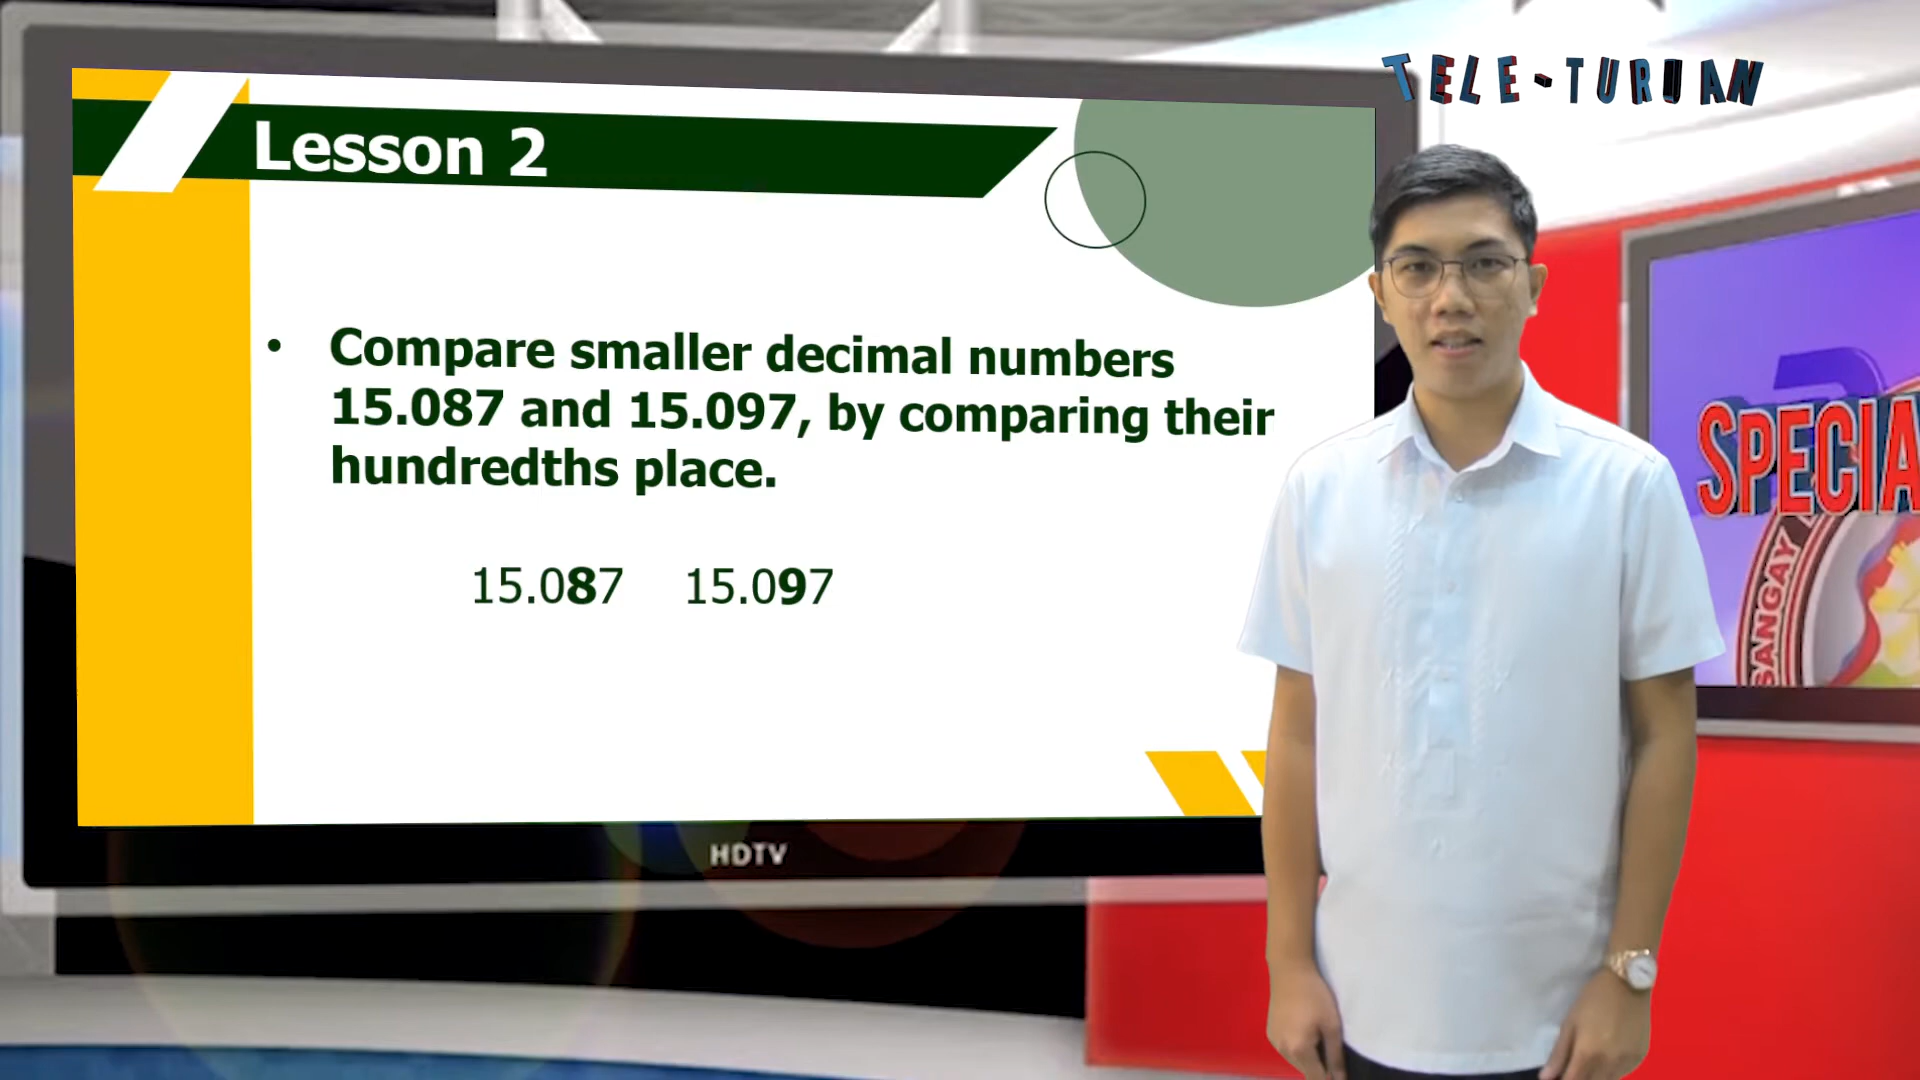 TELE-TURUAN
Lesson 2
• Compare smaller decimal numbers
15.087 and 15.097, by comparing their
hundredths place.
15.087 15.097
HDTV
SANGAY